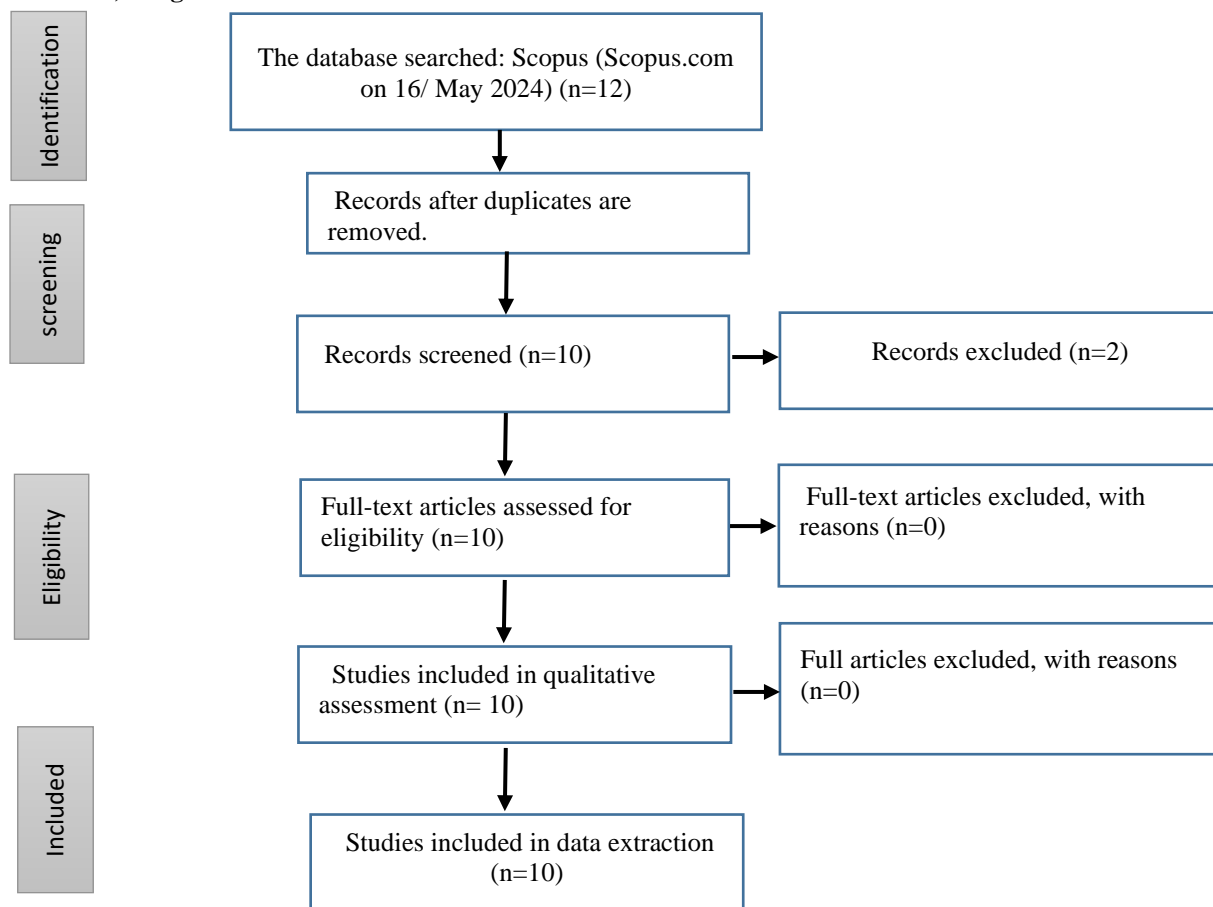 Identification
The database searched: Scopus (Scopus.com
on 16/ May 2024) (n=12)
Records after duplicates are
removed.
screening
Records screened (n=10)
Records excluded (n=2)
Eligibility
Full-text articles assessed for
eligibility (n=10)
Full-text articles excluded, with
reasons (n=0)
Studies included in qualitative
assessment (n= 10)
Full articles excluded, with reasons
(n=0)
Included
Studies included in data extraction
(n=10)